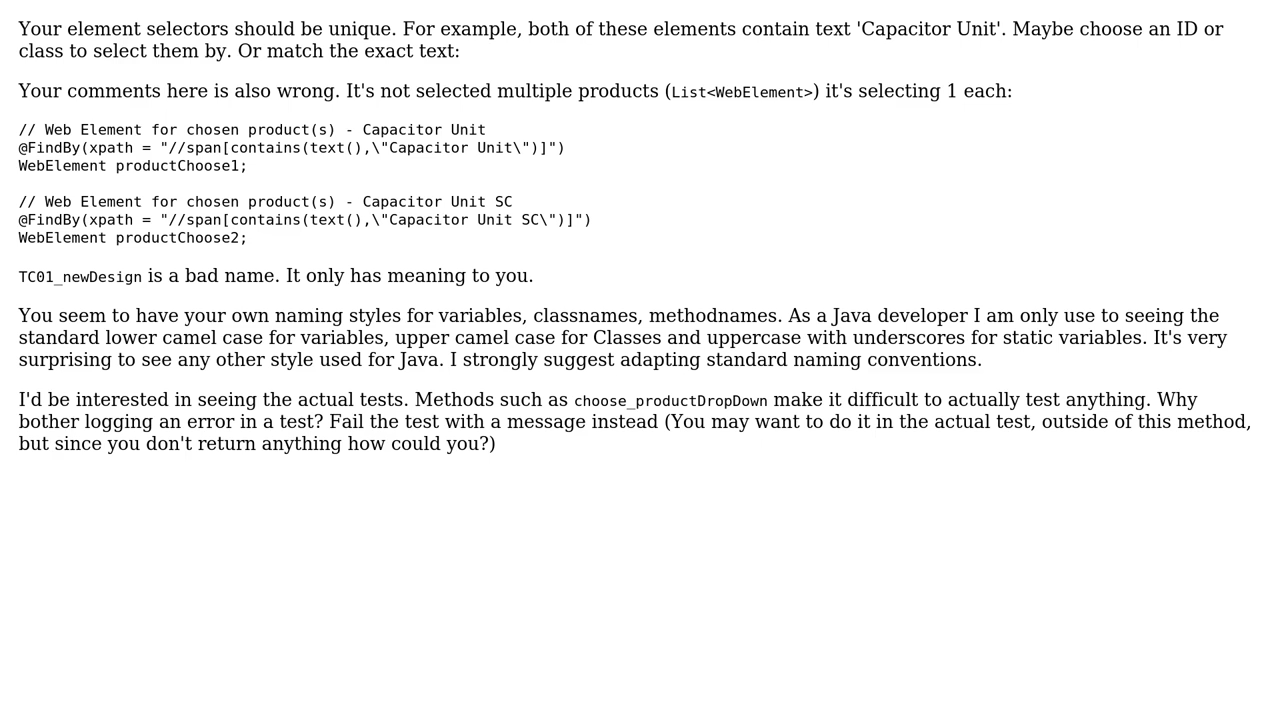 Your element selectors should be unique. For example, both of these elements contain text 'Capacitor Unit'. Maybe choose an ID or
class to select them by. Or match the exact text:
Your comments here is also wrong. It's not selected multiple products (List<WebElement>) it's selecting 1 each:
// Web Element for chosen product(s) - Capacitor Unit
@FindBy(xpath = "//span[contains(text(),\"Capacitor Unit\")]")
WebElement productChoose1;
// Web Element for chosen product(s) - Capacitor Unit SC
@FindBy(xpath = "//span[contains(text(),\"Capacitor Unit SC\")]")
WebElement productChoose2;
TC01_newDesign is a bad name. It only has meaning to you.
You seem to have your own naming styles for variables, classnames, methodnames. As a Java developer I am only use to seeing the
standard lower camel case for variables, upper camel case for Classes and uppercase with underscores for static variables. It's very
surprising to see any other style used for Java. I strongly suggest adapting standard naming conventions.
I'd be interested in seeing the actual tests. Methods such as choose_productDropDown make it difficult to actually test anything. Why
bother logging an error in a test? Fail the test with a message instead (You may want to do it in the actual test, outside of this method,
but since you don't return anything how could you?)